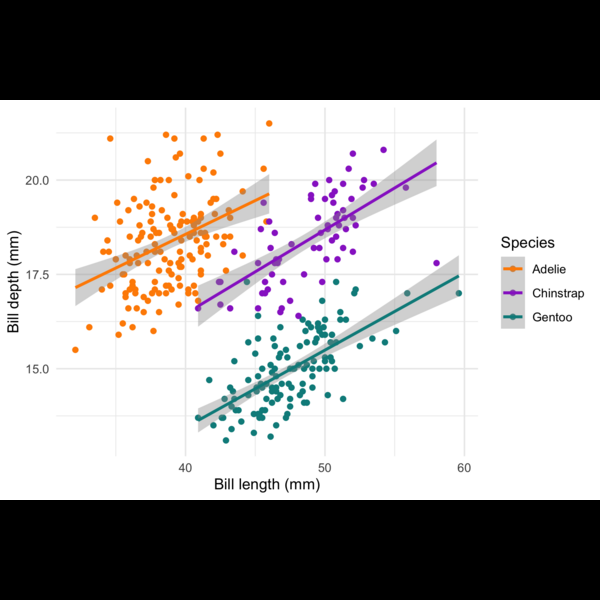 20.0
17.5
15.0
Bill depth (mm)
40
50
60
Bill length (mm)
Species
Adelie
Chinstrap
Gentoo